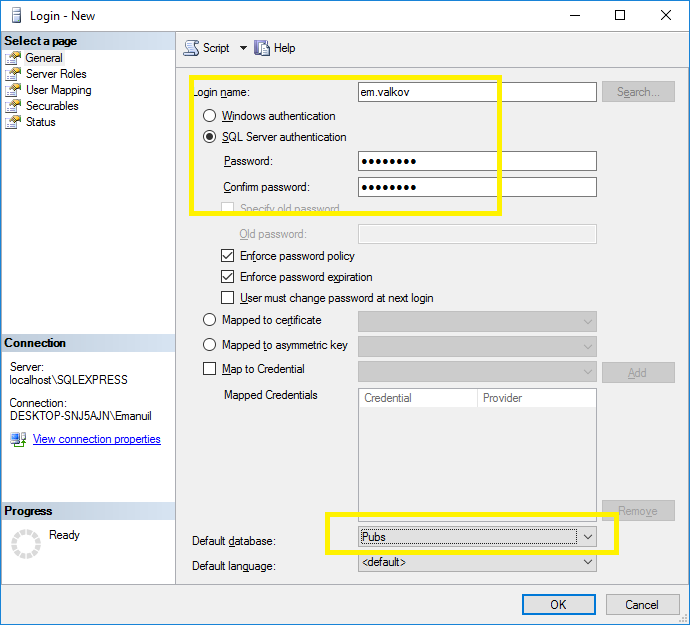 Login - New
Select a page
General
Server Roles
User Mapping
Securables
Status
Connection
Server:
localhost\SQLEXPRESS
Connection:
DESKTOP-SNJ5AJN\Emanuil
View connection properties
Progress
Ready
Script Help
Login name: em.valkov Search...
Windows authentication
SQL Server authentication
Password: ●●●●●●●●
Confirm password: ●●●●●●●●
Specify old password
Old password:
Enforce password policy
Enforce password expiration
User must change password at next login
Mapped to certificate
Mapped to asymmetric key
Map to Credential Add
Mapped Credentials Credential Provider
Remove
Default database: Pubs
Default language: <default>
OK Cancel